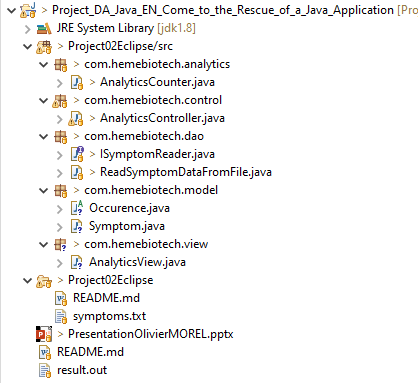 > Project_DA_Java_EN_Come_to_the_Rescue_of_a_Java_Application [Pro
JRE System Library [jdk1.8]
> Project02Eclipse/src
> com.hemebiotech.analytics
> AnalyticsCounter.java
> com.hemebiotech.control
> AnalyticsController.java
> com.hemebiotech.dao
> ISymptomReader.java
> ReadSymptomDataFromFile.java
> com.hemebiotech.model
Occurence.java
Symptom.java
> com.hemebiotech.view
AnalyticsView.java
> Project02Eclipse
README.md
symptoms.txt
> PresentationOlivierMOREL.pptx
README.md
result.out